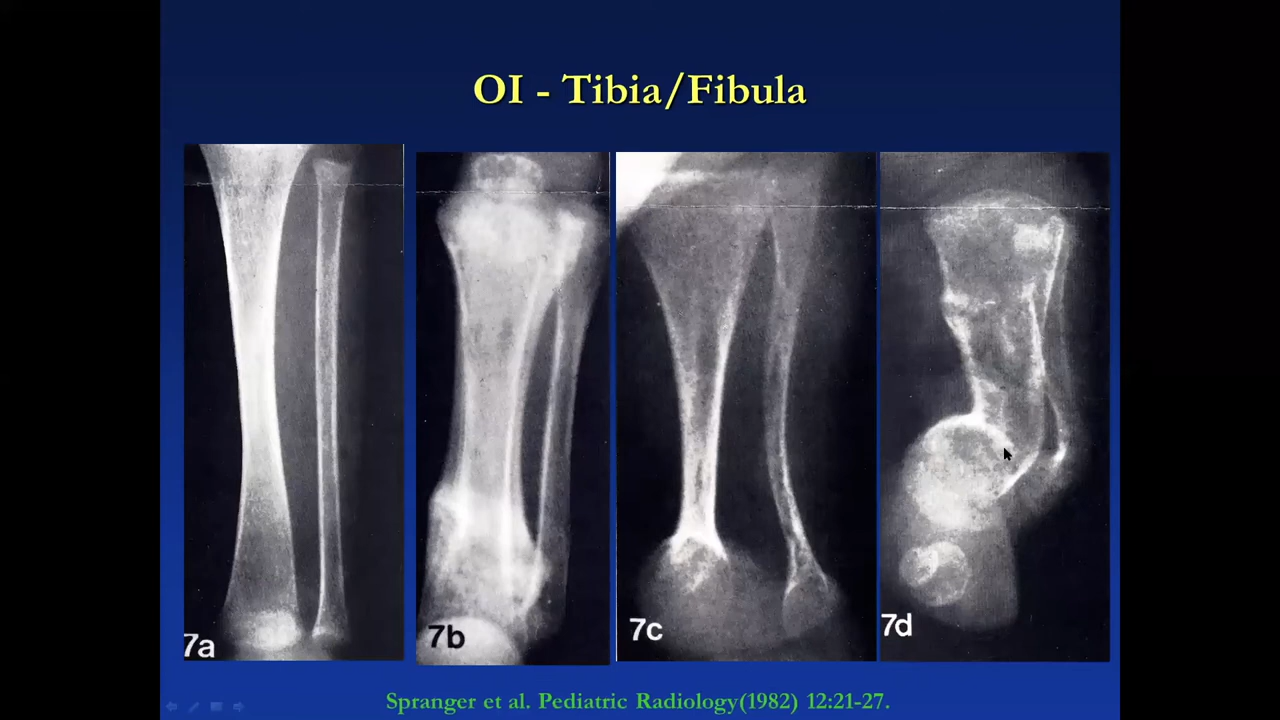 OI - Tibia/Fibula
7a
7b
7c
7d
Spranger et al. Pediatric Radiology(1982) 12:21-27.